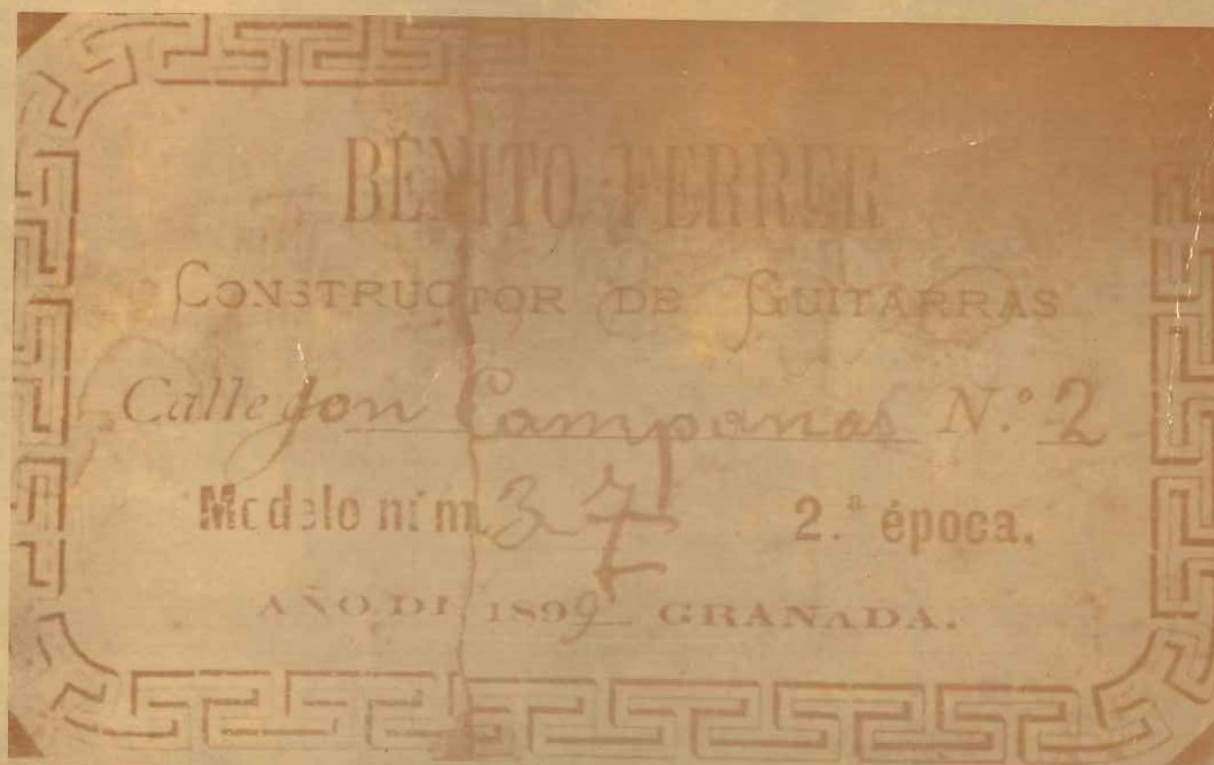 BENITO FERRER
CONSTRUCTOR DE GUITARRAS
Callejon Campanas N.º 2
Modelo núm. 37 2.ª época.
AÑO DE 1899 GRANADA.